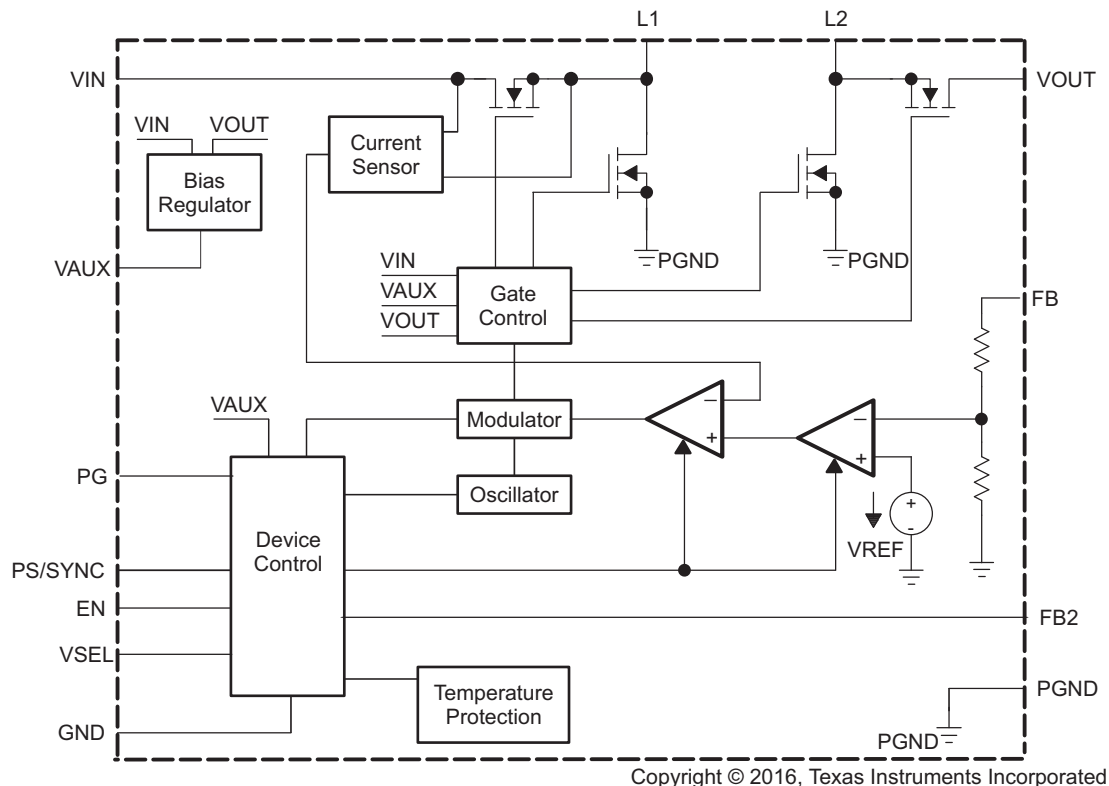 L1
L2
VIN
VOUT
VIN
VOUT
Current
Sensor
Bias
Regulator
VAUX
PGND
PGND
VIN
VAUX
VOUT
Gate
Control
FB
VAUX
Modulator
−
+
−
+
PG
Oscillator
+
-
VREF
Device
Control
PS/SYNC
EN
FB2
VSEL
Temperature
Protection
PGND
GND
PGND
Copyright © 2016, Texas Instruments Incorporated